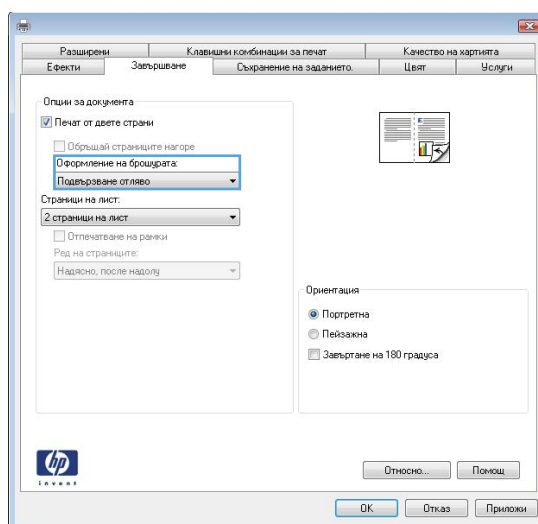 Разширени
Клавишни комбинации за печат
Качество на хартията
Ефекти
Завършване
Съхранение на заданието.
Цвят
Услуги
Опции за документа
Печат от двете страни
Обръщай страниците нагоре
Оформление на брошурата:
Подвързване отляво
Страници на лист:
2 страници на лист
Отпечатване на рамки
Ред на страниците:
Надясно, после надолу
Ориентация
Портретна
Пейзажна
Завъртане на 180 градуса
hp
invent
Относно...
Помощ
OK
Отказ
Приложи